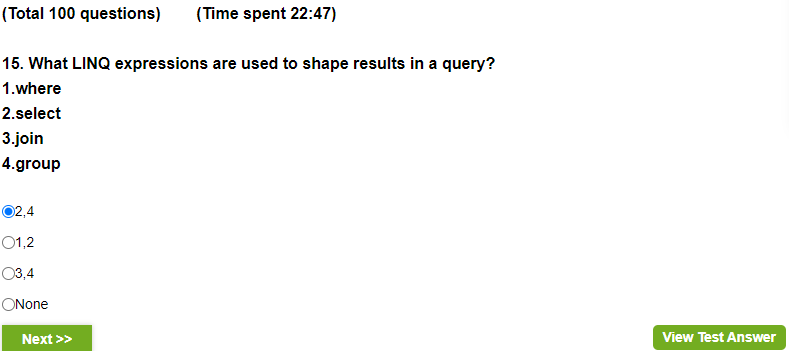 (Total 100 questions) (Time spent 22:47)
15. What LINQ expressions are used to shape results in a query?
1.where
2.select
3.join
4.group
2,4
1,2
3,4
None
Next >> View Test Answer